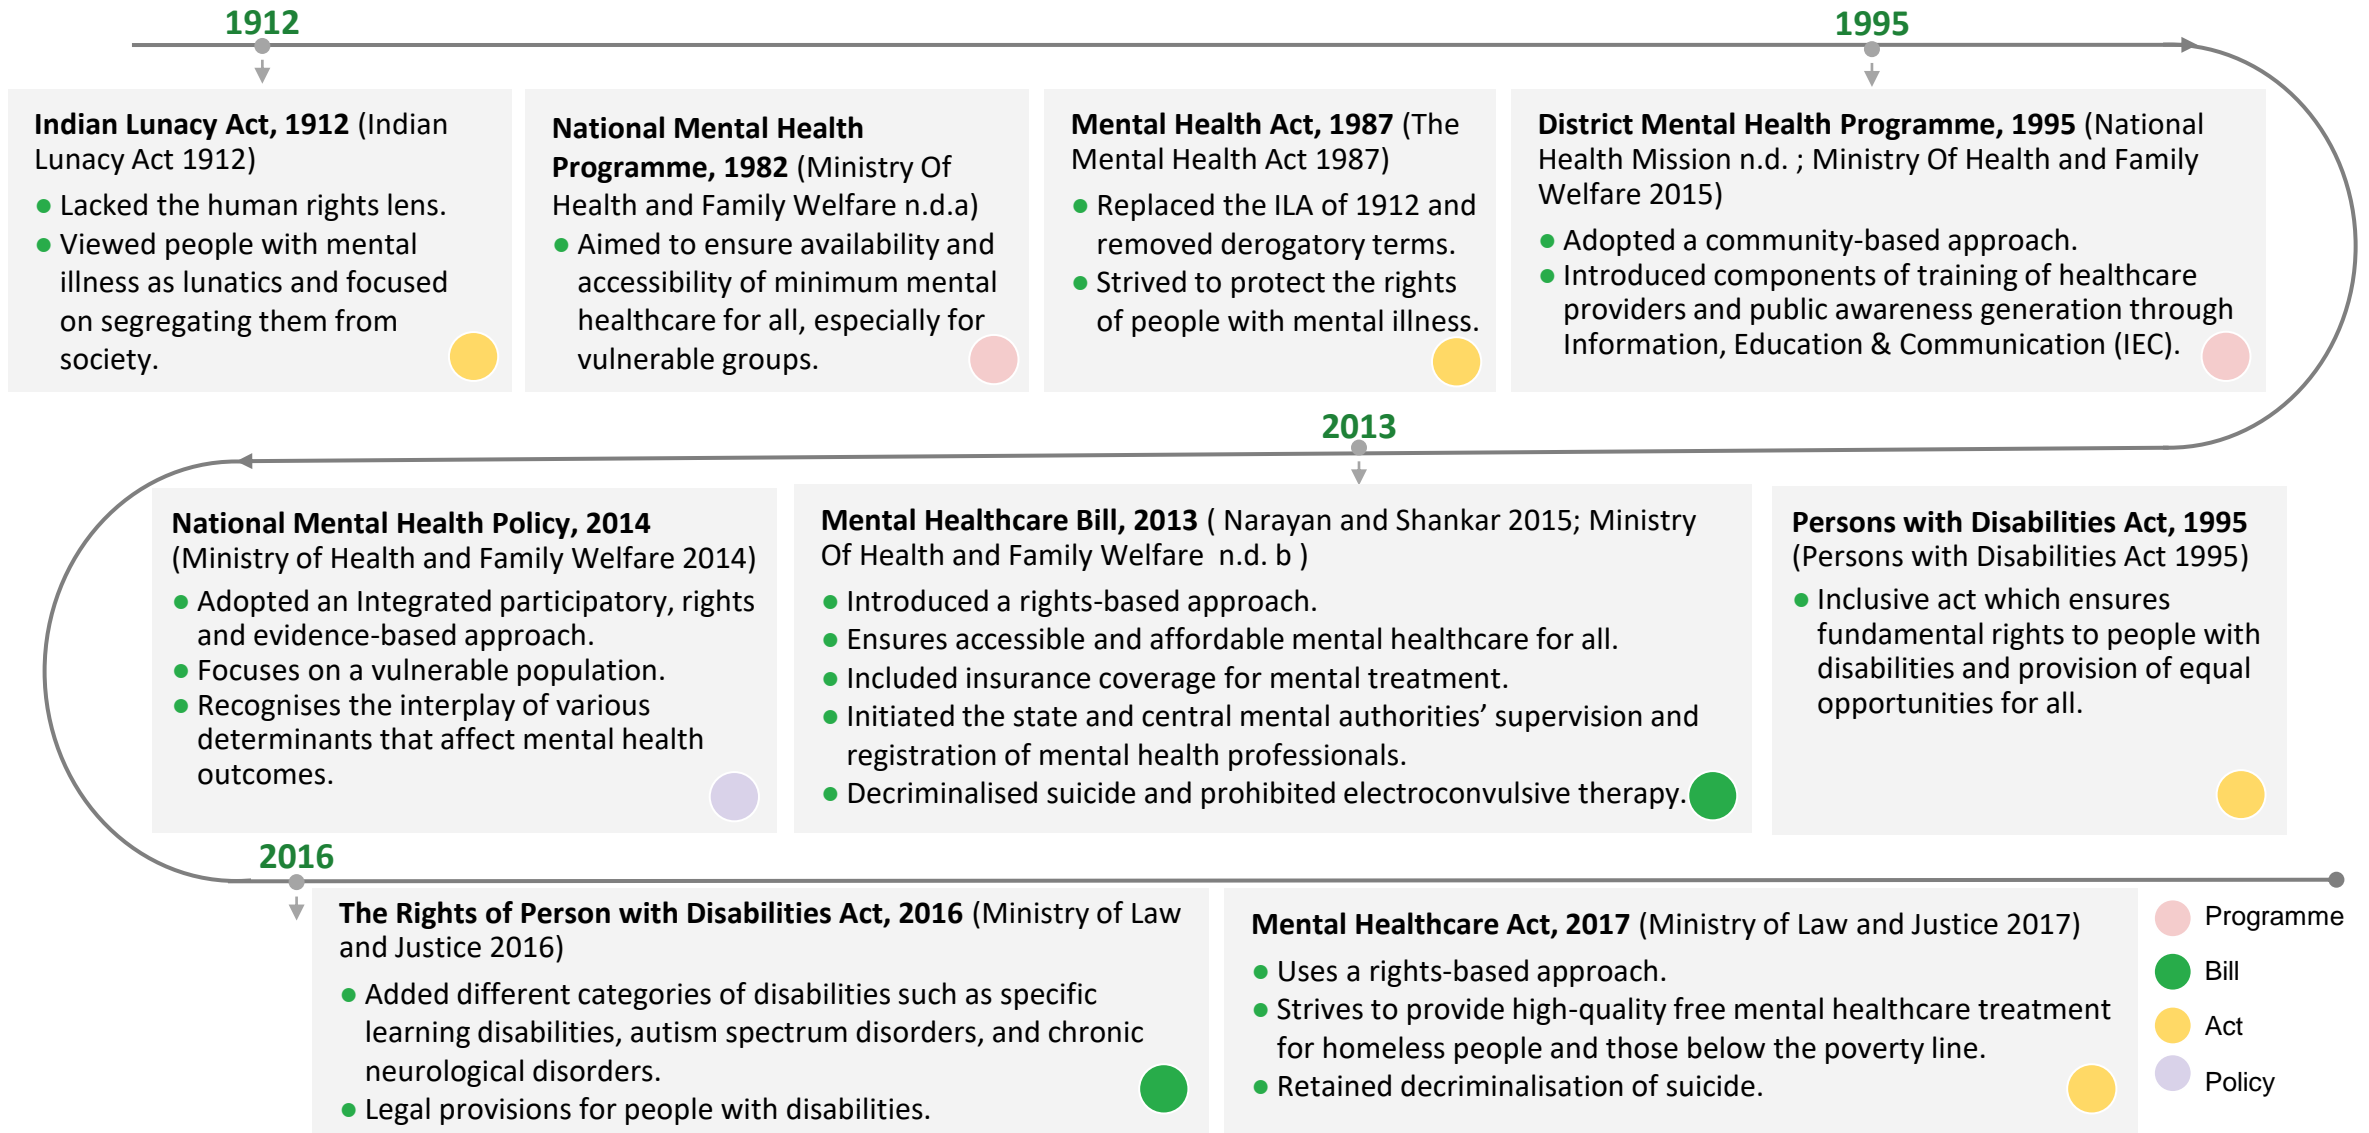 1912
1995
Indian Lunacy Act, 1912 (Indian
Lunacy Act 1912)
● Lacked the human rights lens.
● Viewed people with mental
illness as lunatics and focused
on segregating them from
society.
National Mental Health
Programme, 1982 (Ministry Of
Health and Family Welfare n.d.a)
● Aimed to ensure availability and
accessibility of minimum mental
healthcare for all, especially for
vulnerable groups.
Mental Health Act, 1987 (The
Mental Health Act 1987)
● Replaced the ILA of 1912 and
removed derogatory terms.
● Strived to protect the rights
of people with mental illness.
District Mental Health Programme, 1995 (National
Health Mission n.d. ; Ministry Of Health and Family
Welfare 2015)
● Adopted a community-based approach.
● Introduced components of training of healthcare
providers and public awareness generation through
Information, Education & Communication (IEC).
2013
National Mental Health Policy, 2014
(Ministry of Health and Family Welfare 2014)
● Adopted an Integrated participatory, rights
and evidence-based approach.
● Focuses on a vulnerable population.
● Recognises the interplay of various
determinants that affect mental health
outcomes.
Mental Healthcare Bill, 2013 ( Narayan and Shankar 2015; Ministry
Of Health and Family Welfare n.d. b )
● Introduced a rights-based approach.
● Ensures accessible and affordable mental healthcare for all.
● Included insurance coverage for mental treatment.
● Initiated the state and central mental authorities’ supervision and
registration of mental health professionals.
● Decriminalised suicide and prohibited electroconvulsive therapy.
Persons with Disabilities Act, 1995
(Persons with Disabilities Act 1995)
● Inclusive act which ensures
fundamental rights to people with
disabilities and provision of equal
opportunities for all.
2016
The Rights of Person with Disabilities Act, 2016 (Ministry of Law
and Justice 2016)
● Added different categories of disabilities such as specific
learning disabilities, autism spectrum disorders, and chronic
neurological disorders.
● Legal provisions for people with disabilities.
Mental Healthcare Act, 2017 (Ministry of Law and Justice 2017)
● Uses a rights-based approach.
● Strives to provide high-quality free mental healthcare treatment
for homeless people and those below the poverty line.
● Retained decriminalisation of suicide.
Programme
Bill
Act
Policy